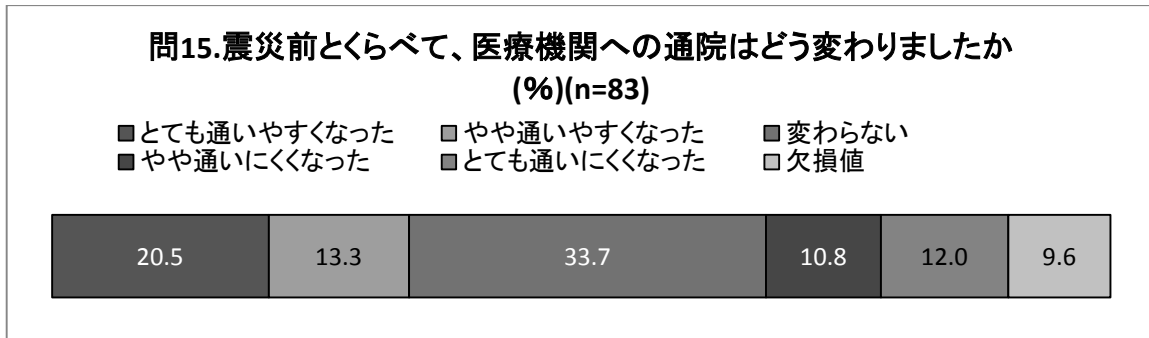 問15.震災前とくらべて、医療機関への通院はどう変わりましたか
(%)(n=83)
■とても通いやすくなった ■やや通いやすくなった ■変わらない
■やや通いにくくなった ■とても通いにくくなった □欠損値
20.5 13.3 33.7 10.8 12.0 9.6